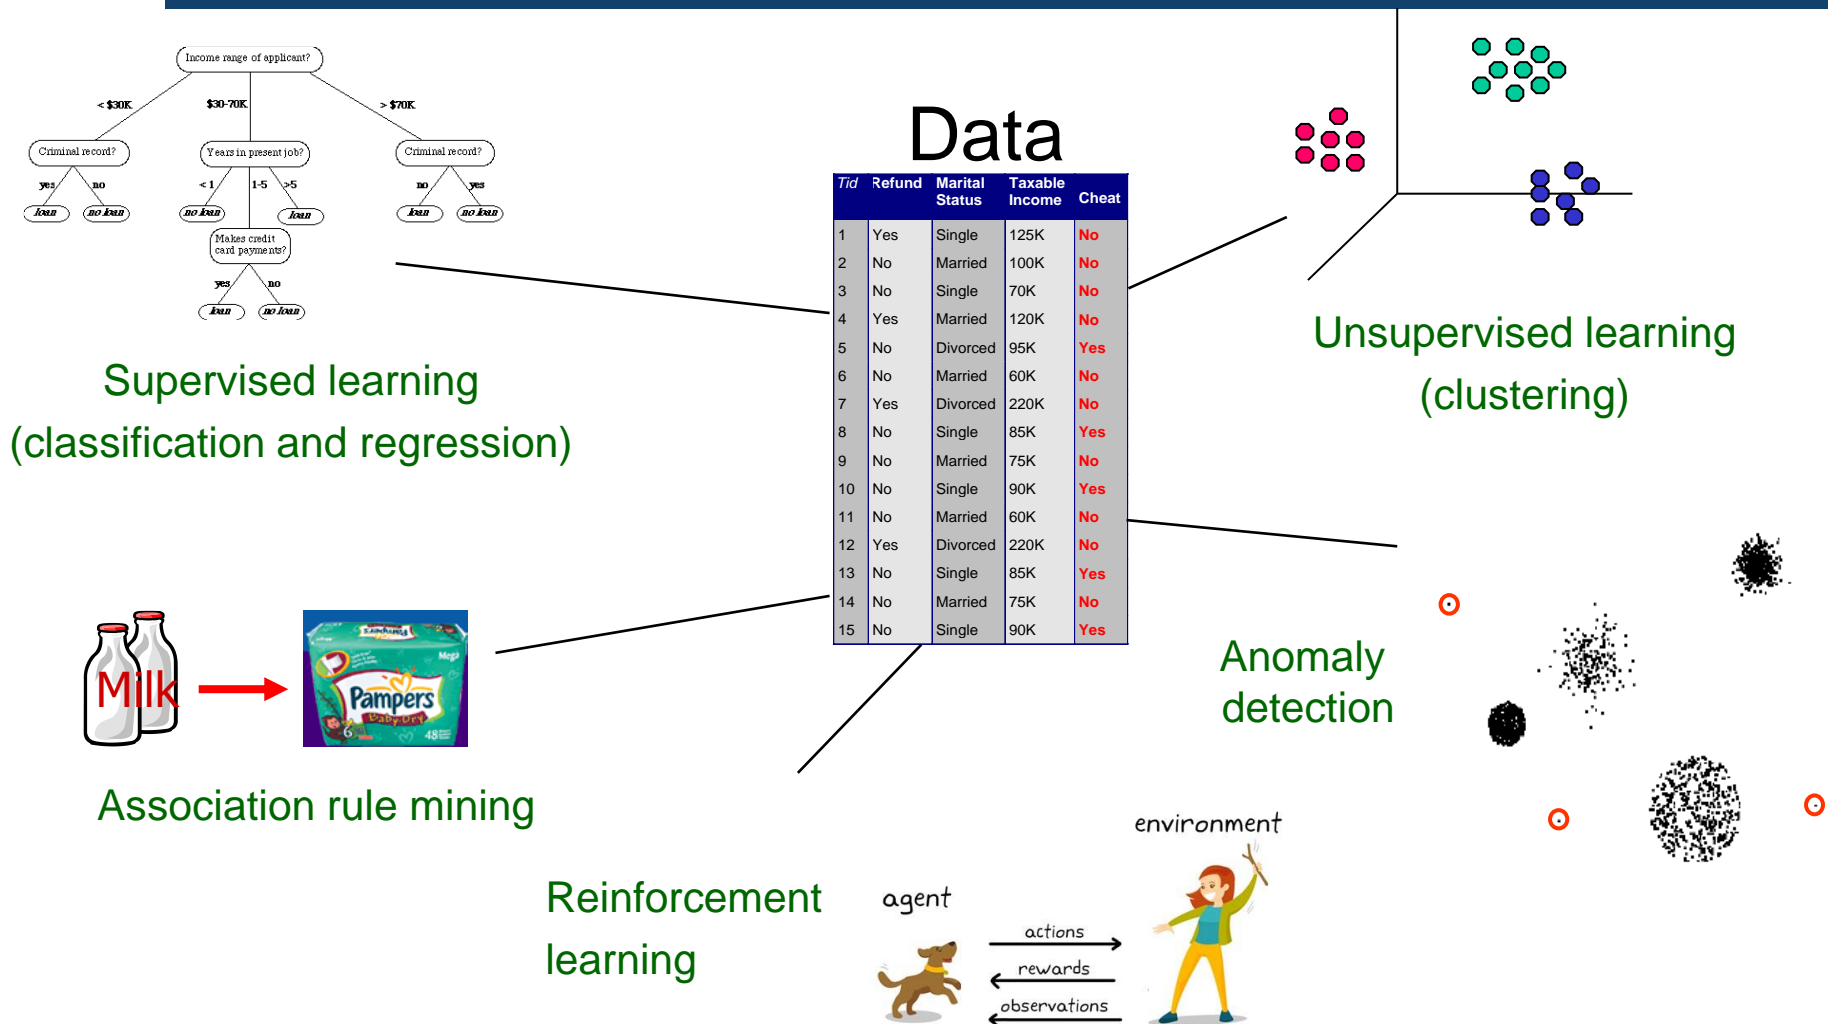 Income range of applicant?
< $30K
$30-70K
> $70K
Criminal record?
Years in present job?
Criminal record?
yes
no
< 1
1-5
>5
no
yes
loan
no loan
no loan
loan
loan
no loan
Makes credit
card payments?
yes
no
loan
no loan
Supervised learning
(classification and regression)
Data
Tid Refund Marital Status Taxable Income Cheat
1 Yes Single 125K No
2 No Married 100K No
3 No Single 70K No
4 Yes Married 120K No
5 No Divorced 95K Yes
6 No Married 60K No
7 Yes Divorced 220K No
8 No Single 85K Yes
9 No Married 75K No
10 No Single 90K Yes
11 No Married 60K No
12 Yes Divorced 220K No
13 No Single 85K Yes
14 No Married 75K No
15 No Single 90K Yes
Unsupervised learning
(clustering)
Milk
Pampers
Mega
Pampers
Baby-Dry
6
48
Association rule mining
Anomaly
detection
Reinforcement
learning
agent
environment
actions
rewards
observations